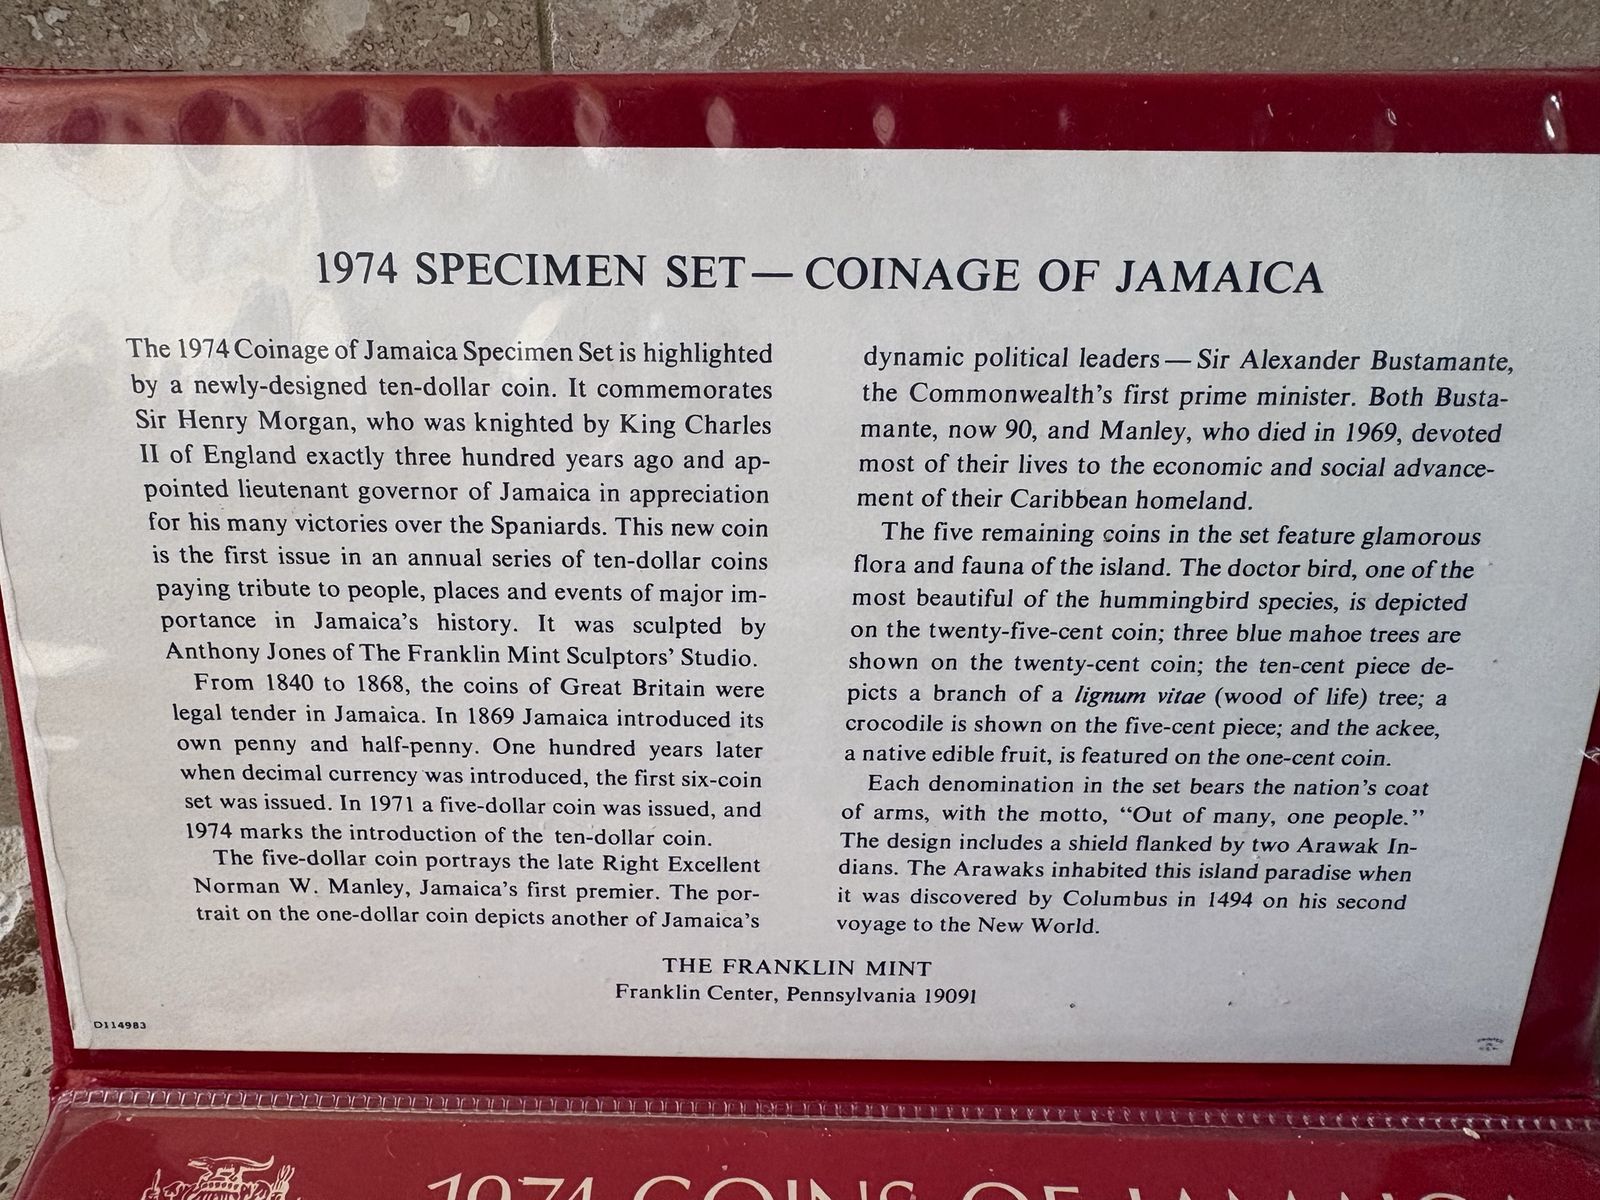 1974 SPECIMEN SET — COINAGE OF JAMAICA
The 1974 Coinage of Jamaica Specimen Set is highlighted
by a newly-designed ten-dollar coin. It commemorates
Sir Henry Morgan, who was knighted by King Charles
II of England exactly three hundred years ago and ap-
pointed lieutenant governor of Jamaica in appreciation
for his many victories over the Spaniards. This new coin
is the first issue in an annual series of ten-dollar coins
paying tribute to people, places and events of major im-
portance in Jamaica's history. It was sculpted by
Anthony Jones of The Franklin Mint Sculptors' Studio.
From 1840 to 1868, the coins of Great Britain were
legal tender in Jamaica. In 1869 Jamaica introduced its
own penny and half-penny. One hundred years later
when decimal currency was introduced, the first six-coin
set was issued. In 1971 a five-dollar coin was issued, and
1974 marks the introduction of the ten-dollar coin.
The five-dollar coin portrays the late Right Excellent
Norman W. Manley, Jamaica's first premier. The por-
trait on the one-dollar coin depicts another of Jamaica's
dynamic political leaders — Sir Alexander Bustamante,
the Commonwealth's first prime minister. Both Busta-
mante, now 90, and Manley, who died in 1969, devoted
most of their lives to the economic and social advance-
ment of their Caribbean homeland.
The five remaining coins in the set feature glamorous
flora and fauna of the island. The doctor bird, one of the
most beautiful of the hummingbird species, is depicted
on the twenty-five-cent coin; three blue mahoe trees are
shown on the twenty-cent coin; the ten-cent piece de-
picts a branch of a lignum vitae (wood of life) tree; a
crocodile is shown on the five-cent piece; and the ackee,
a native edible fruit, is featured on the one-cent coin.
Each denomination in the set bears the nation's coat
of arms, with the motto, "Out of many, one people."
The design includes a shield flanked by two Arawak In-
dians. The Arawaks inhabited this island paradise when
it was discovered by Columbus in 1494 on his second
voyage to the New World.
THE FRANKLIN MINT
Franklin Center, Pennsylvania 19091
D114983
1974 COINS OF JAMAICA